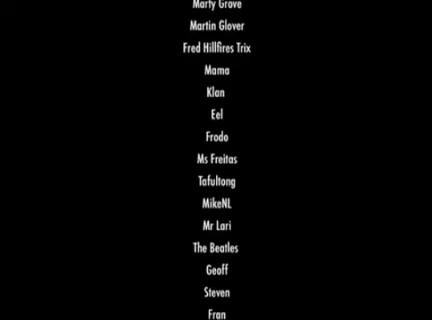 Marty Grove
Martin Glover
Fred Hillfires Trix
Mama
Klan
Eel
Frodo
Ms Freitas
Tafultong
MikeNL
Mr Lari
The Beatles
Geoff
Steven
Fran